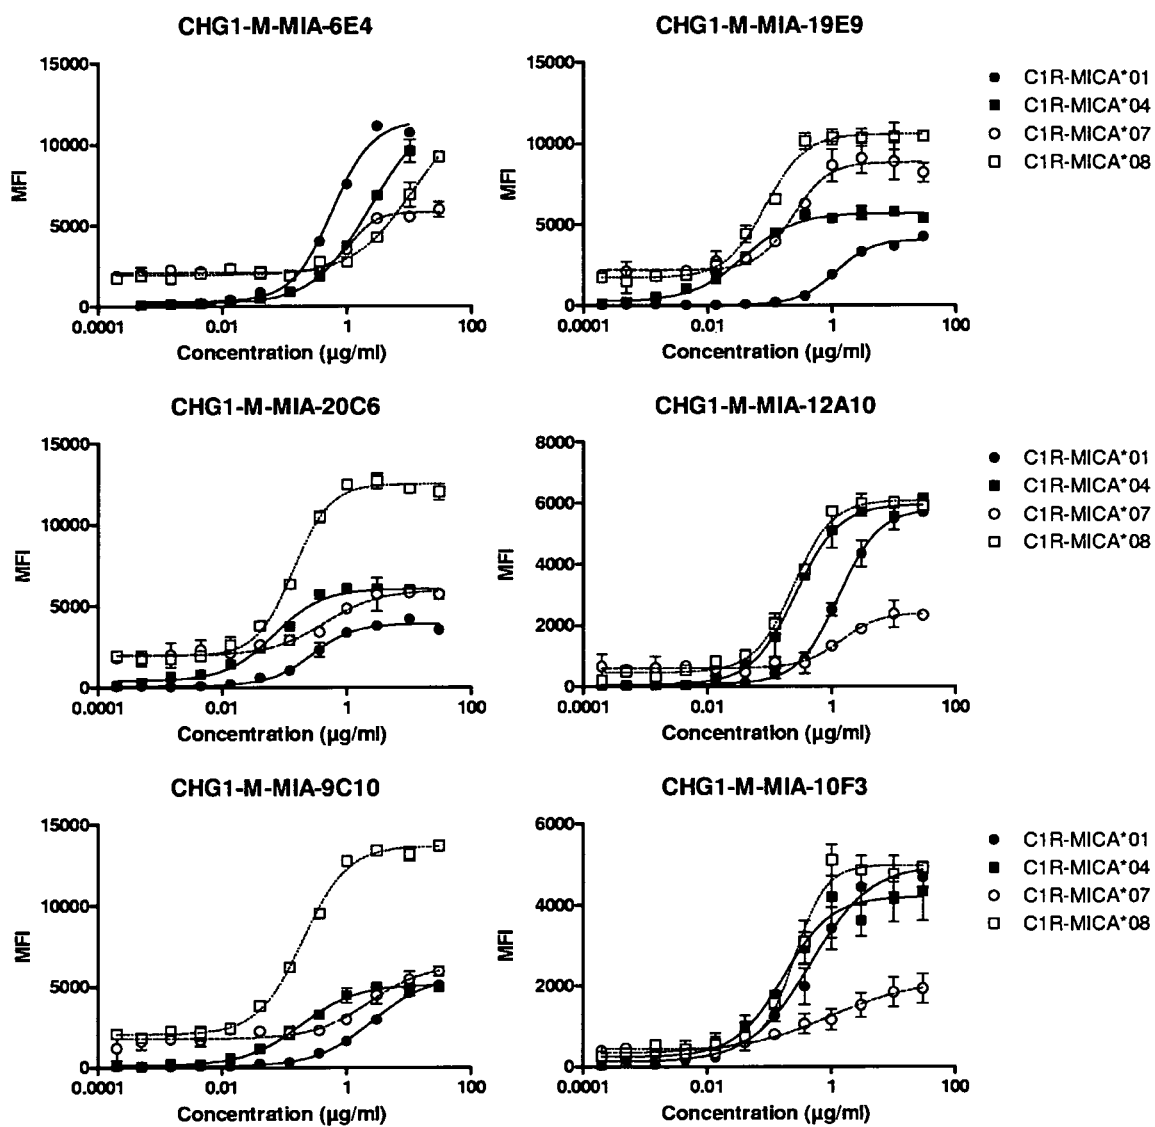 CHG1-M-MIA-6E4
CHG1-M-MIA-19E9
15000
10000
5000
0
MFI
0.0001
0.01
1
100
Concentration (µg/ml)
15000
10000
5000
0
MFI
0.0001
0.01
1
100
Concentration (µg/ml)
C1R-MICA*01
C1R-MICA*04
C1R-MICA*07
C1R-MICA*08
CHG1-M-MIA-20C6
CHG1-M-MIA-12A10
15000
10000
5000
0
MFI
0.0001
0.01
1
100
Concentration (µg/ml)
8000
6000
4000
2000
0
MFI
0.0001
0.01
1
100
Concentration (µg/ml)
C1R-MICA*01
C1R-MICA*04
C1R-MICA*07
C1R-MICA*08
CHG1-M-MIA-9C10
CHG1-M-MIA-10F3
15000
10000
5000
0
MFI
0.0001
0.01
1
100
Concentration (µg/ml)
6000
4000
2000
0
MFI
0.0001
0.01
1
100
Concentration (µg/ml)
C1R-MICA*01
C1R-MICA*04
C1R-MICA*07
C1R-MICA*08